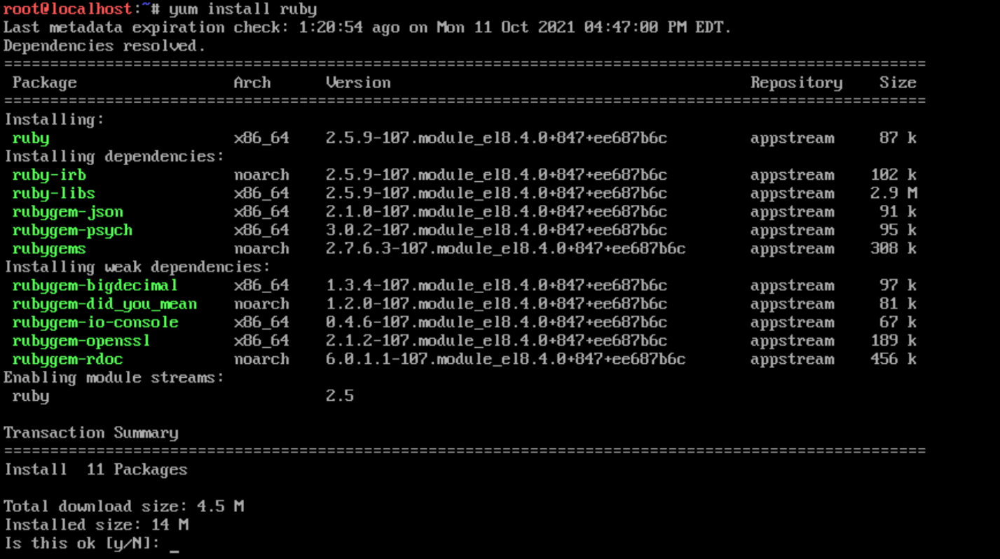 root@localhost:~# yum install ruby
Last metadata expiration check: 1:20:54 ago on Mon 11 Oct 2021 04:47:00 PM EDT.
Dependencies resolved.
====================================================================================================
 Package                 Arch      Version                                       Repository    Size
====================================================================================================
Installing:
 ruby                    x86_64    2.5.9-107.module_el8.4.0+847+ee687b6c         appstream     87 k
Installing dependencies:
 ruby-irb                noarch    2.5.9-107.module_el8.4.0+847+ee687b6c         appstream    102 k
 ruby-libs               x86_64    2.5.9-107.module_el8.4.0+847+ee687b6c         appstream    2.9 M
 rubygem-json            x86_64    2.1.0-107.module_el8.4.0+847+ee687b6c         appstream     91 k
 rubygem-psych           x86_64    3.0.2-107.module_el8.4.0+847+ee687b6c         appstream     95 k
 rubygems                noarch    2.7.6.3-107.module_el8.4.0+847+ee687b6c       appstream    308 k
Installing weak dependencies:
 rubygem-bigdecimal      x86_64    1.3.4-107.module_el8.4.0+847+ee687b6c         appstream     97 k
 rubygem-did_you_mean    noarch    1.2.0-107.module_el8.4.0+847+ee687b6c         appstream     81 k
 rubygem-io-console      x86_64    0.4.6-107.module_el8.4.0+847+ee687b6c         appstream     67 k
 rubygem-openssl         x86_64    2.1.2-107.module_el8.4.0+847+ee687b6c         appstream    189 k
 rubygem-rdoc            noarch    6.0.1.1-107.module_el8.4.0+847+ee687b6c       appstream    456 k
Enabling module streams:
 ruby                              2.5

Transaction Summary
====================================================================================================
Install  11 Packages

Total download size: 4.5 M
Installed size: 14 M
Is this ok [y/N]: _